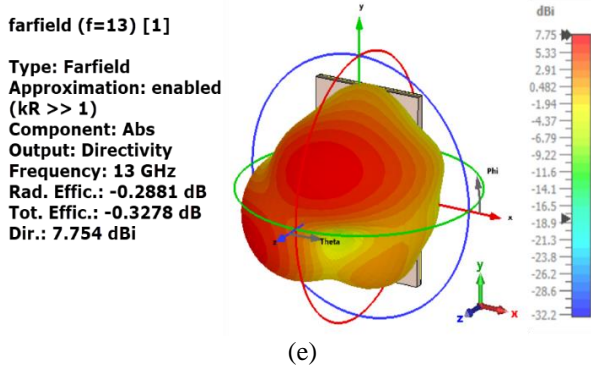 farfield (f=13) [1]
Type: Farfield
Approximation: enabled
(kR >> 1)
Component: Abs
Output: Directivity
Frequency: 13 GHz
Rad. Effic.: -0.2881 dB
Tot. Effic.: -0.3278 dB
Dir.: 7.754 dBi
y
Phi
x
z
Theta
y
z
x
dBi
7.75
5.33
2.91
0.482
-1.94
-4.37
-6.79
-9.22
-11.6
-14.1
-16.5
-18.9
-21.3
-23.8
-26.2
-28.6
-32.2
(e)